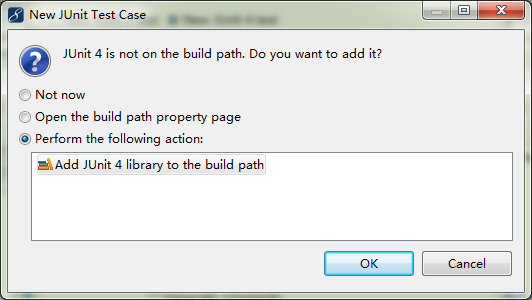 New JUnit Test Case
JUnit 4 is not on the build path. Do you want to add it?
Not now
Open the build path property page
Perform the following action:
Add JUnit 4 library to the build path
OK
Cancel